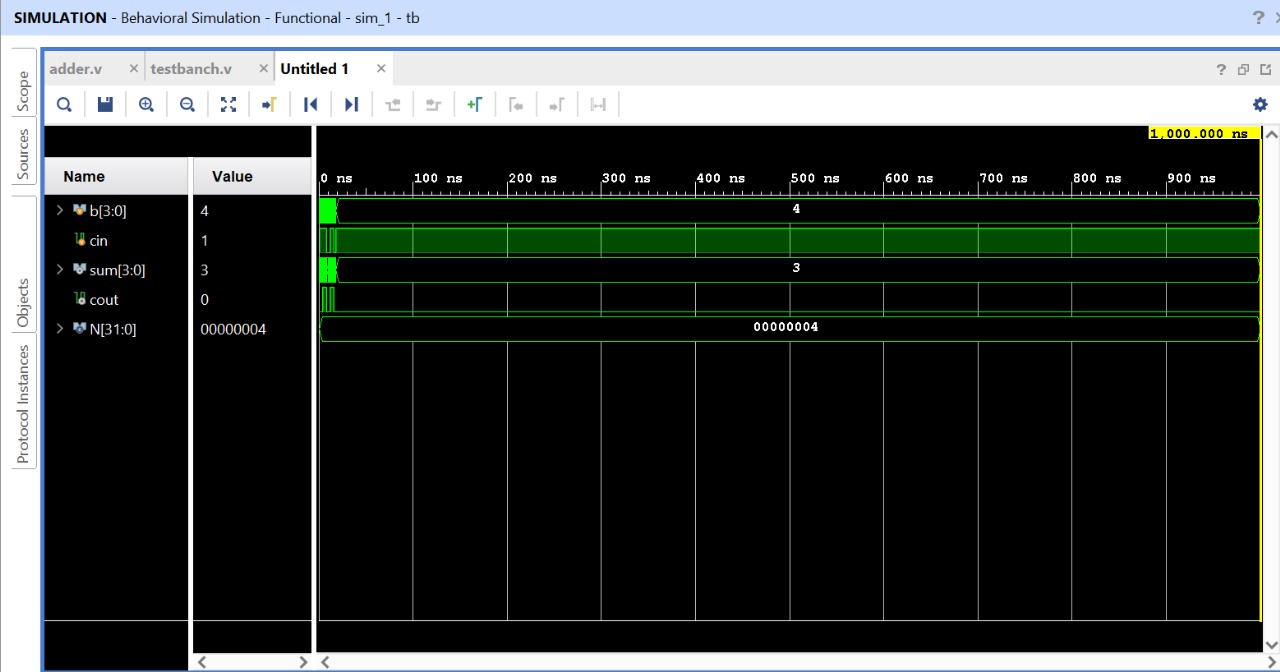 SIMULATION - Behavioral Simulation - Functional - sim_1 - tb
?
Scope
Sources
Objects
Protocol Instances
adder.v × testbanch.v × Untitled 1 ×
?
1,000.000 ns
Name Value
0 ns 100 ns 200 ns 300 ns 400 ns 500 ns 600 ns 700 ns 800 ns 900 ns
[3:0] 4 4
cin 1
um[3:0] 3 3
cout 0
N[31:0] 00000004 00000004